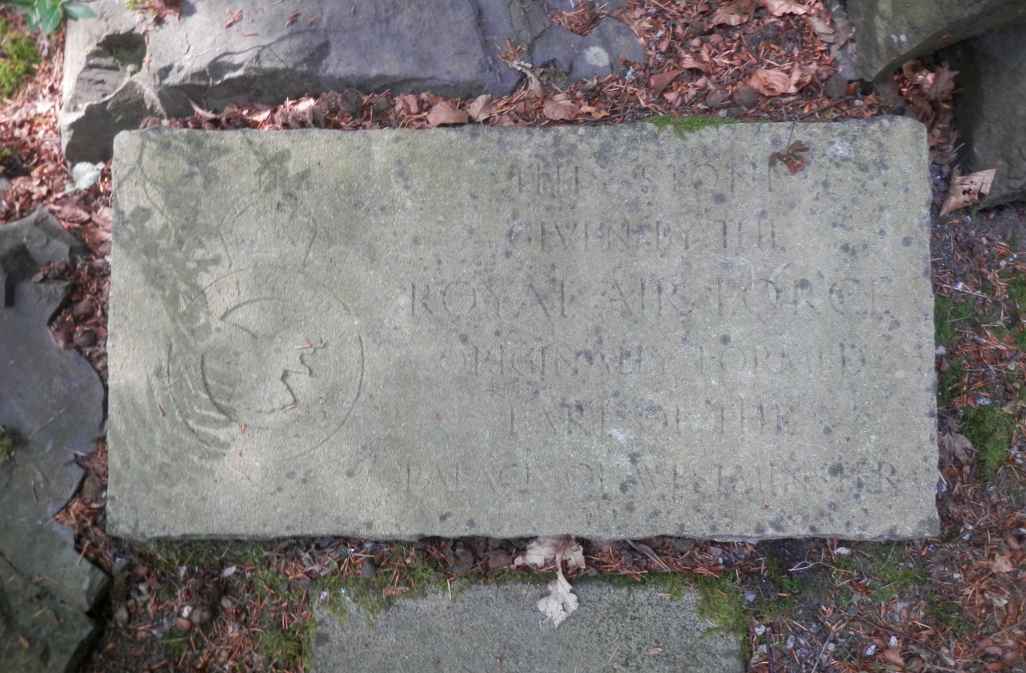 THIS STONE
GIVEN BY THE
ROYAL AIR FORCE
ORIGINALLY FORMED
PART OF THE
PALACE OF WESTMINSTER